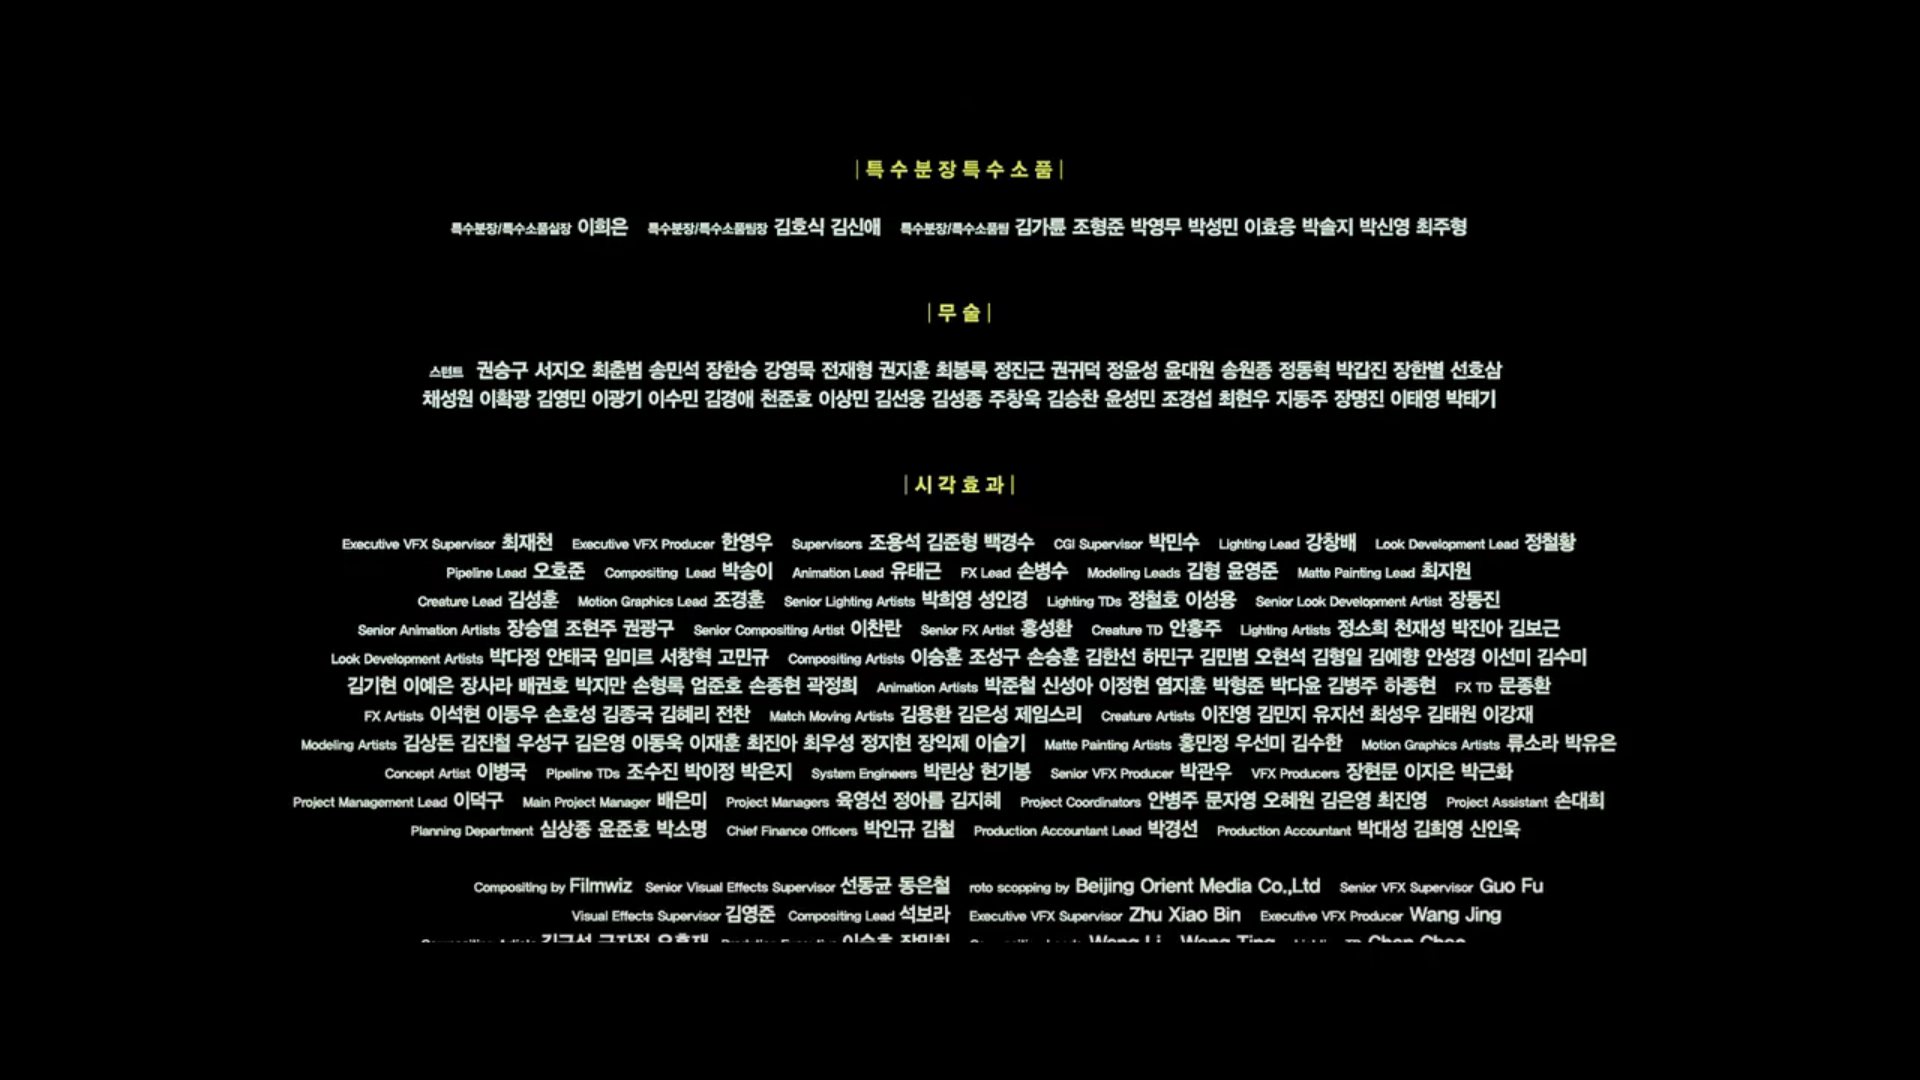 |특수분장특수소품|
특수분장/특수소품실장 이희은 특수분장/특수소품팀장 김호식 김신애 특수분장/특수소품팀 김가륜 조형준 박영무 박성민 이효응 박솔지 박신영 최주형
|무술|
스턴트 권승구 서지오 최춘범 송민석 장한승 강영묵 전재형 권지훈 최봉록 정진근 권귀덕 정윤성 윤대원 송원종 정동혁 박갑진 장한별 선호삼
채성원 이확광 김영민 이광기 이수민 김경애 천준호 이상민 김선웅 김성종 주창욱 김승찬 윤성민 조경섭 최현우 지동주 장명진 이태영 박태기
|시각효과|
Executive VFX Supervisor 최재천 Executive VFX Producer 한영우 Supervisors 조용석 김준형 백경수 CGI Supervisor 박민수 Lighting Lead 강창배 Look Development Lead 정철황
Pipeline Lead 오호준 Compositing Lead 박송이 Animation Lead 유태근 FX Lead 손병수 Modeling Leads 김형 윤영준 Matte Painting Lead 최지원
Creature Lead 김성훈 Motion Graphics Lead 조경훈 Senior Lighting Artists 박희영 성인경 Lighting TDs 정철호 이성용 Senior Look Development Artist 장동진
Senior Animation Artists 장승열 조현주 권광구 Senior Compositing Artist 이찬란 Senior FX Artist 홍성환 Creature TD 안홍주 Lighting Artists 정소희 천재성 박진아 김보근
Look Development Artists 박다정 안태국 임미르 서창혁 고민규 Compositing Artists 이승훈 조성구 손승훈 김한선 하민구 김민범 오현석 김형일 김예향 안성경 이선미 김수미
김기현 이예은 장사라 배권호 박지만 손형록 엄준호 손종현 곽정희 Animation Artists 박준철 신성아 이정현 염지훈 박형준 박다윤 김병주 하종현 FX TD 문종환
FX Artists 이석현 이동우 손호성 김종국 김혜리 전찬 Match Moving Artists 김용환 김은성 제임스리 Creature Artists 이진영 김민지 유지선 최성우 김태원 이강재
Modeling Artists 김상돈 김진철 우성구 김은영 이동욱 이재훈 최진아 최우성 정지현 장익제 이슬기 Matte Painting Artists 홍민정 우선미 김수한 Motion Graphics Artists 류소라 박유은
Concept Artist 이병국 Pipeline TDs 조수진 박이정 박은지 System Engineers 박린상 현기봉 Senior VFX Producer 박관우 VFX Producers 장현문 이지은 박근화
Project Management Lead 이덕구 Main Project Manager 배은미 Project Managers 육영선 정아름 김지혜 Project Coordinators 안병주 문자영 오혜원 김은영 최진영 Project Assistant 손대희
Planning Department 심상종 윤준호 박소명 Chief Finance Officers 박인규 김철 Production Accountant Lead 박경선 Production Accountant 박대성 김희영 신인욱
Compositing by Filmwiz Senior Visual Effects Supervisor 선동균 동은철 roto scopping by Beijing Orient Media Co.,Ltd Senior VFX Supervisor Guo Fu
Visual Effects Supervisor 김영준 Compositing Lead 석보라 Executive VFX Supervisor Zhu Xiao Bin Executive VFX Producer Wang Jing